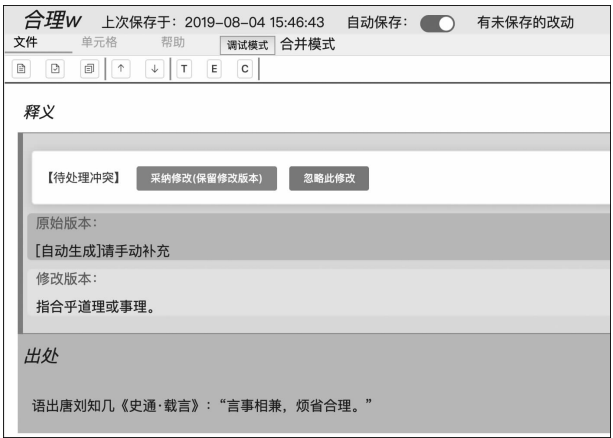 合理w 上次保存于：2019-08-04 15:46:43 自动保存： 有未保存的改动
文件 单元格 帮助 调试模式 合并模式
T E C
释义
【待处理冲突】 采纳修改(保留修改版本) 忽略此修改
原始版本：
[自动生成]请手动补充
修改版本：
指合乎道理或事理。
出处
语出唐刘知几《史通·载言》：“言事相兼，烦省合理。”